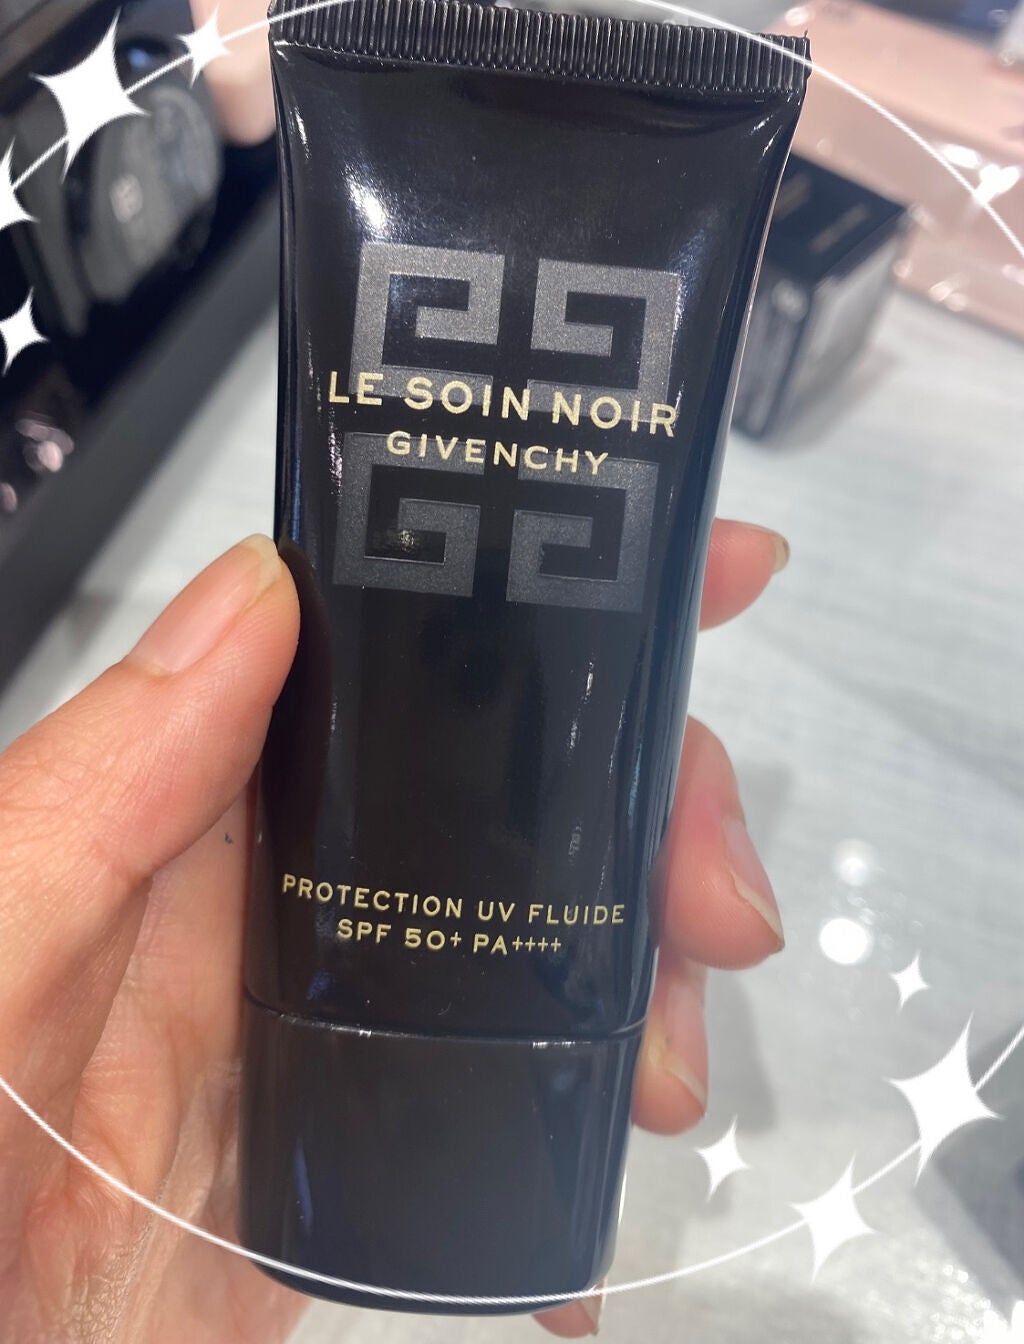 LE SOIN NOIR
GIVENCHY
PROTECTION UV FLUIDE
SPF 50+ PA++++